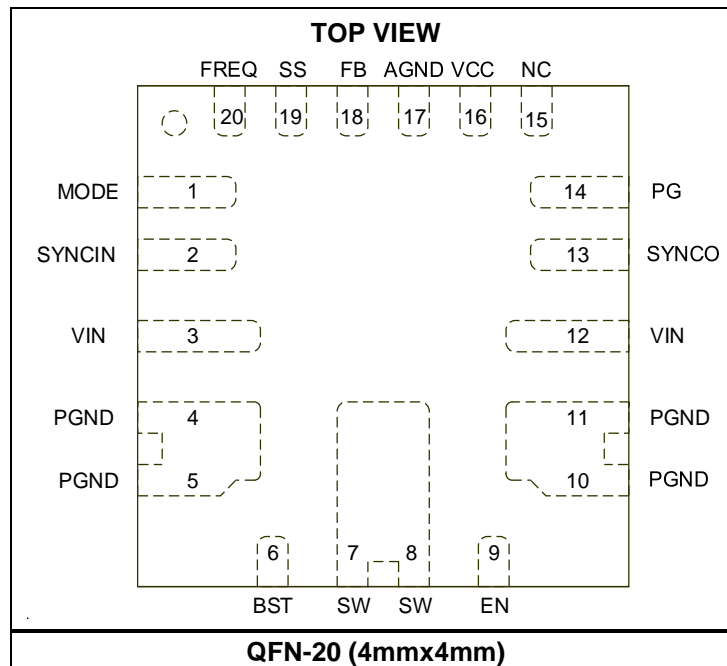 TOP VIEW
FREQ SS FB AGND VCC NC
20 19 18 17 16 15
MODE 1 14 PG
SYNCIN 2 13 SYNCO
VIN 3 12 VIN
PGND 4 11 PGND
PGND 5 10 PGND
6 7 8 9
BST SW SW EN
QFN-20 (4mmx4mm)